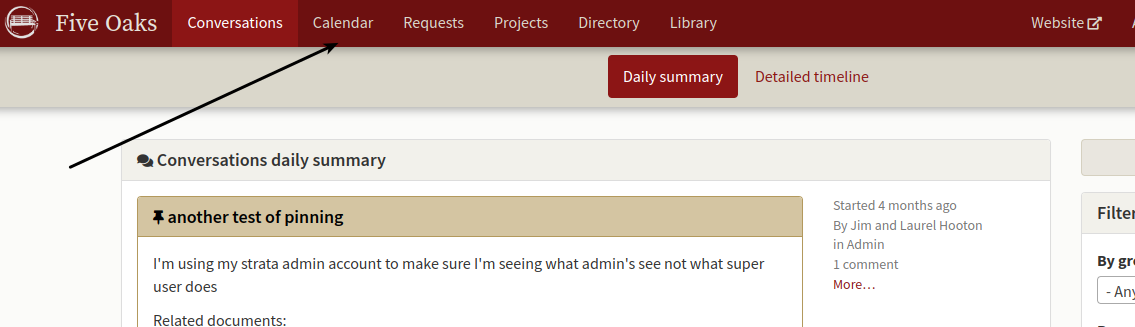 Five Oaks
Conversations
Calendar
Requests
Projects
Directory
Library
Website
Daily summary
Detailed timeline
Conversations daily summary
another test of pinning
I'm using my strata admin account to make sure I'm seeing what admin's see not what super
user does
Related documents:
Started 4 months ago
By Jim and Laurel Hooton
in Admin
1 comment
More…
Filter
By gr
- Any